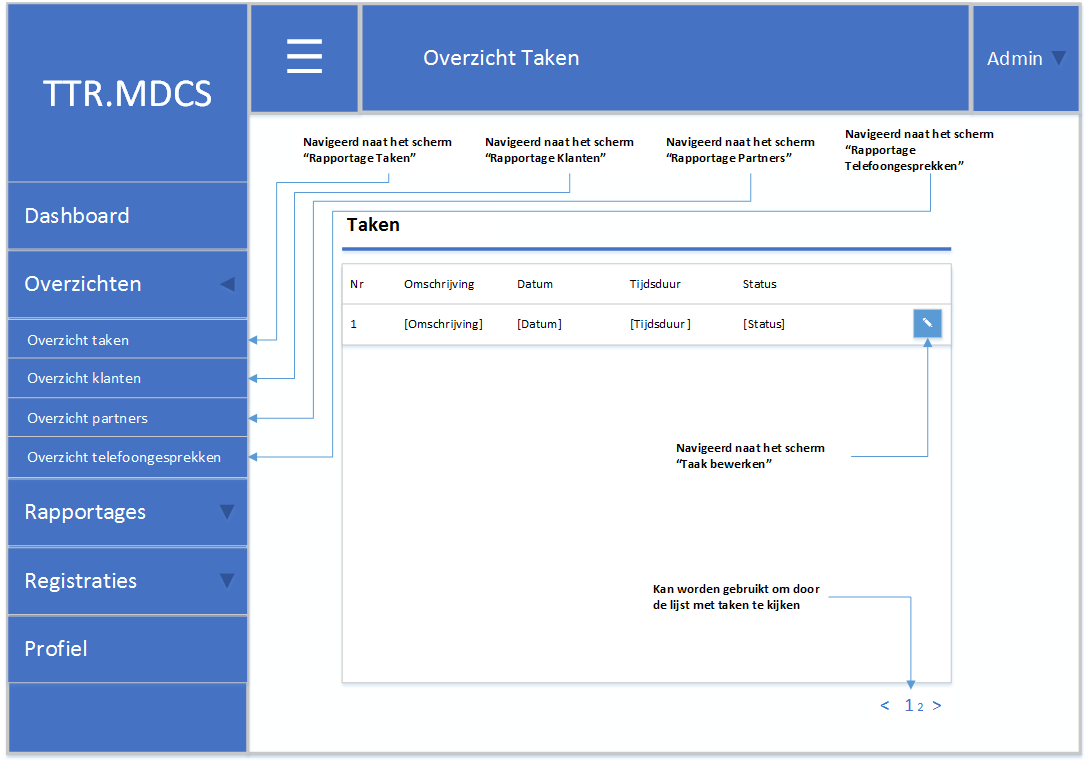 TTR.MDCS
Overzicht Taken
Admin
Navigeerd naat het scherm
“Rapportage Taken”
Navigeerd naat het scherm
“Rapportage Klanten”
Navigeerd naat het scherm
“Rapportage Partners”
Navigeerd naat het scherm
“Rapportage
Telefoongesprekken”
Dashboard
Overzichten
Overzicht taken
Overzicht klanten
Overzicht partners
Overzicht telefoongesprekken
Rapportages
Registraties
Profiel
Taken
Nr Omschrijving Datum Tijdsduur Status
1 [Omschrijving] [Datum] [Tijdsduur] [Status]
Navigeerd naat het scherm
“Taak bewerken”
Kan worden gebruikt om door
de lijst met taken te kijken
< 1 2 >